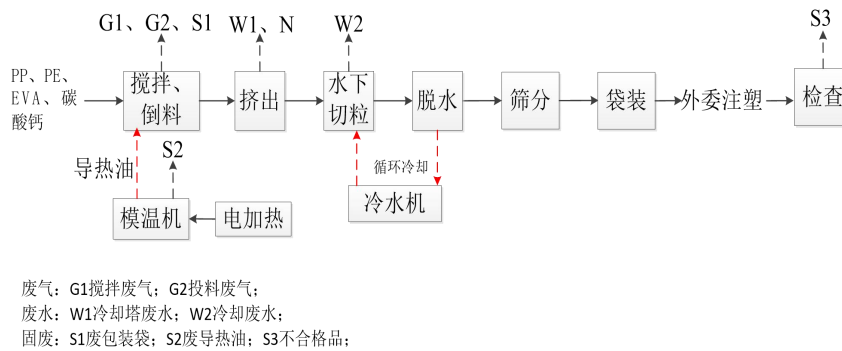 G1、G2、S1
W1、N
W2
S3
PP、PE、
EVA、碳
酸钙
搅拌、
倒料
挤出
水下
切粒
脱水
筛分
袋装
外委注塑
检查
导热油
S2
循环冷却
模温机
电加热
冷水机
废气：G1搅拌废气；G2投料废气；
废水：W1冷却塔废水；W2冷却废水；
固废：S1废包装袋；S2废导热油；S3不合格品；